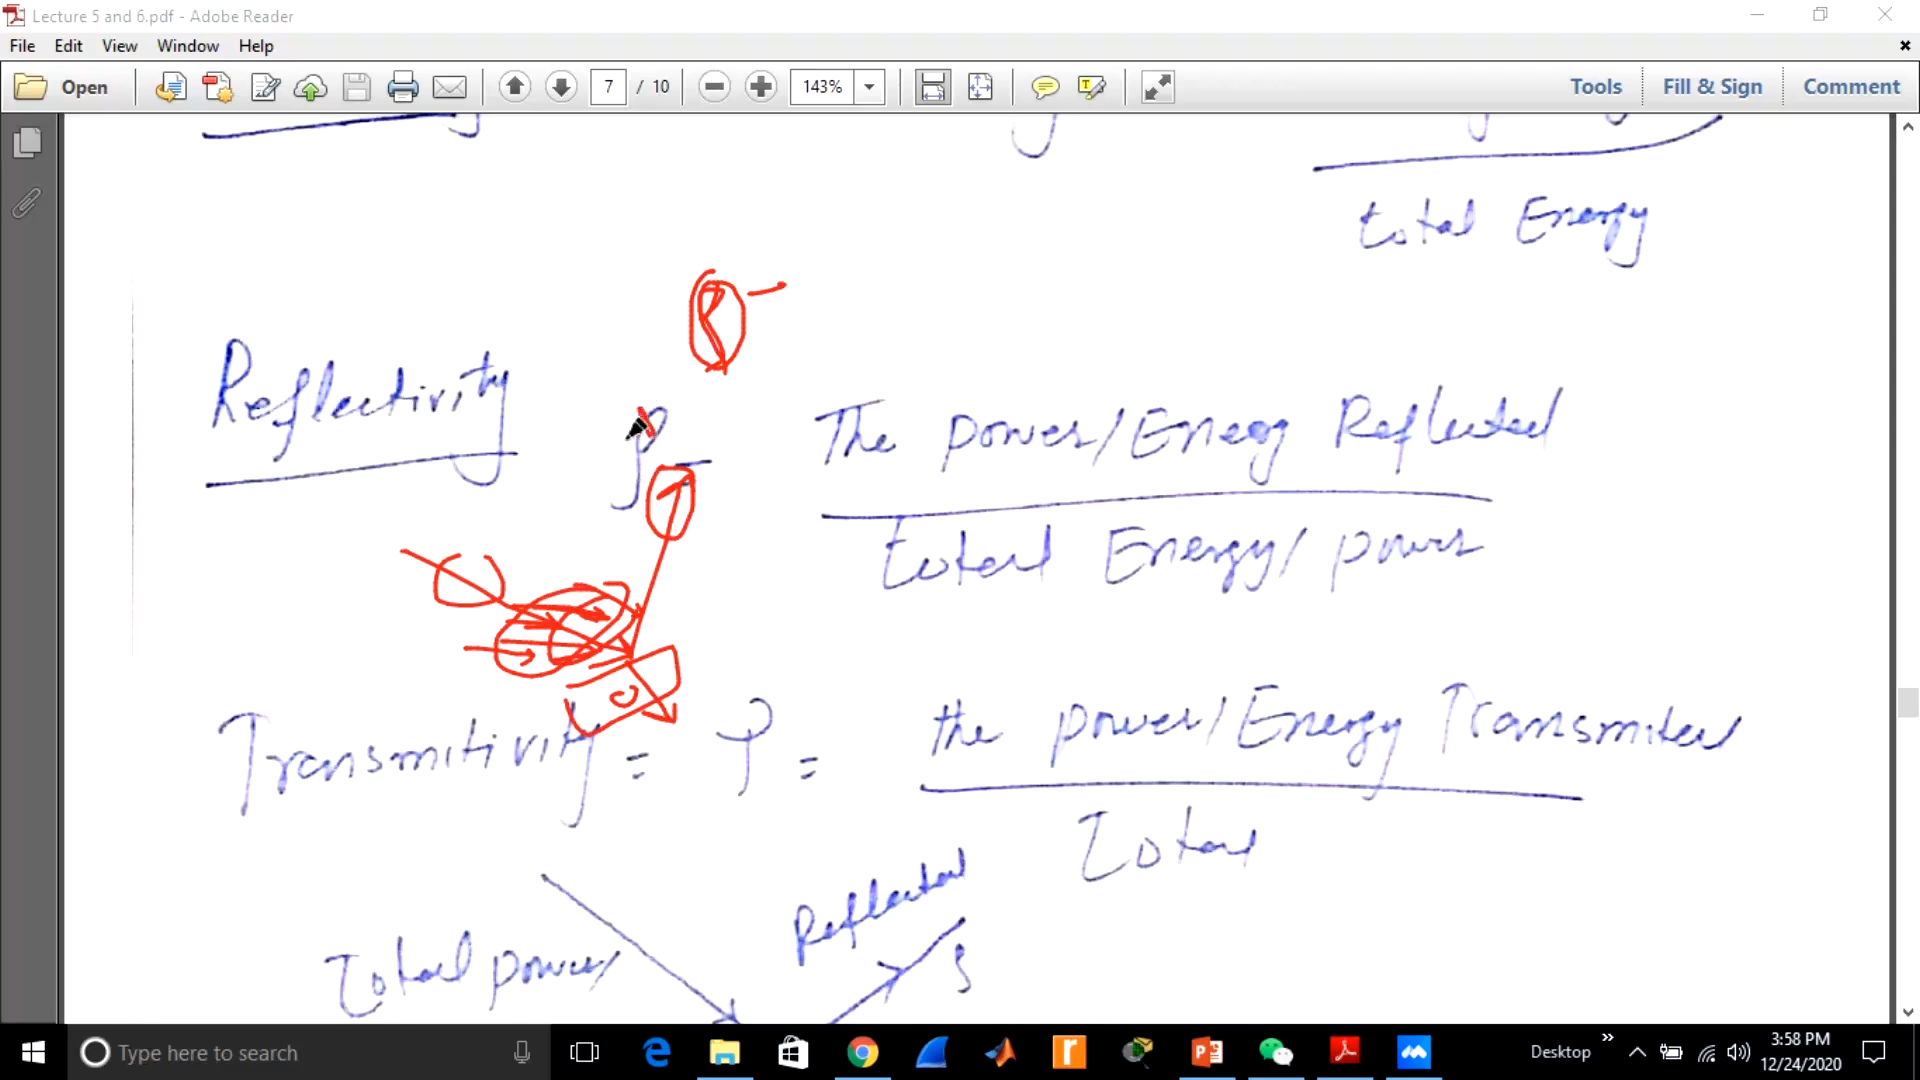 Lecture 5 and 6.pdf - Adobe Reader
File Edit View Window Help
Open 7 / 10 143% Tools Fill & Sign Comment
total Energy
Reflectivity ρ = The power/Energy Reflected
Total Energy/power
Transmitivity = τ = the power/Energy Transmited
Total
Reflected
Total power
Type here to search
Desktop
3:58 PM
12/24/2020